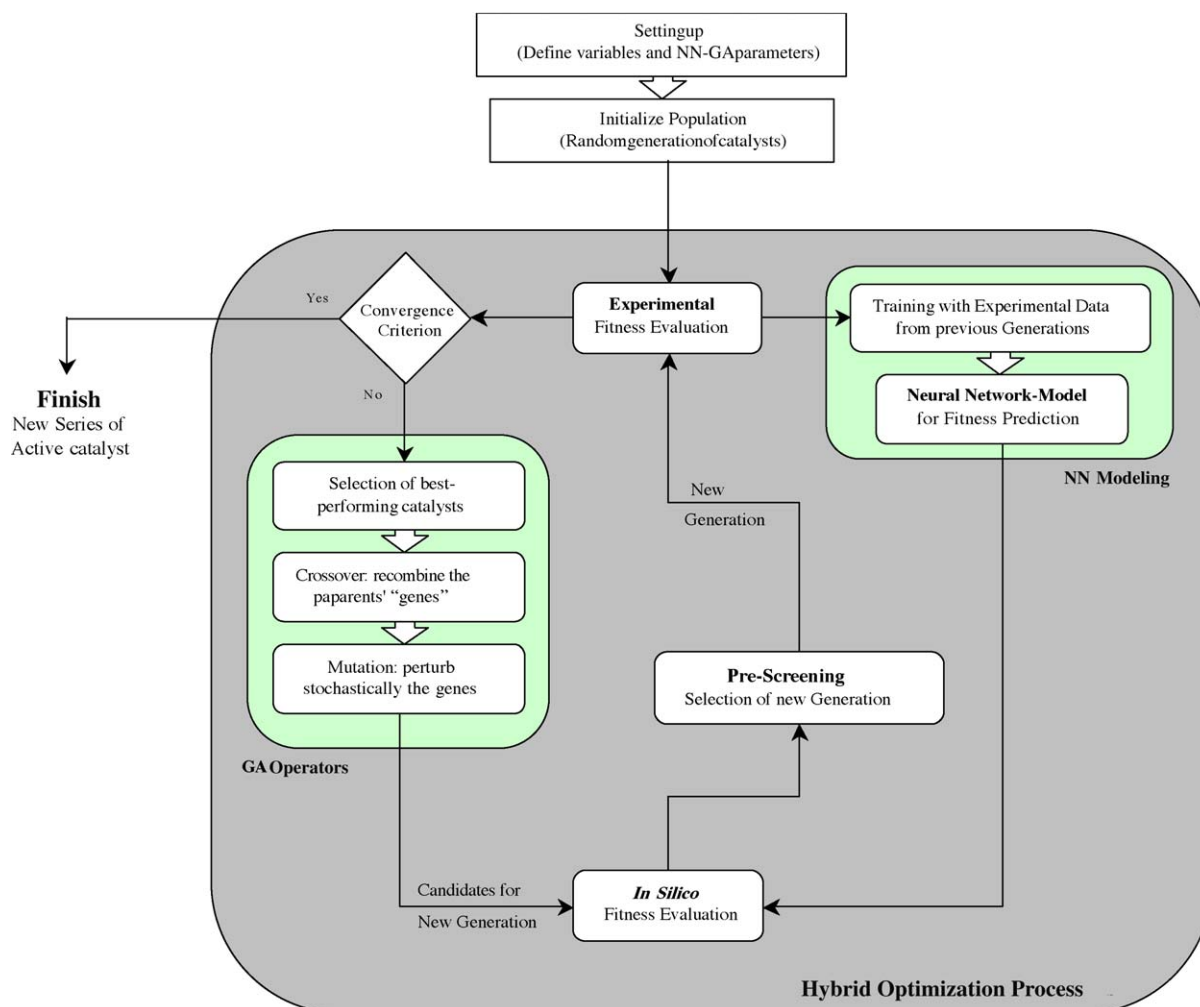 Settingup
(Define variables and NN-GAparameters)
Initialize Population
(Randomgenerationofcatalysts)
Yes
Convergence
Criterion
Experimental
Fitness Evaluation
Training with Experimental Data
from previous Generations
Neural Network-Model
for Fitness Prediction
NN Modeling
Finish
New Series of
Active catalyst
No
Selection of best-
performing catalysts
Crossover: recombine the
paparents' “genes”
Mutation: perturb
stochastically the genes
GA Operators
New
Generation
Pre-Screening
Selection of new Generation
Candidates for
New Generation
In Silico
Fitness Evaluation
Hybrid Optimization Process